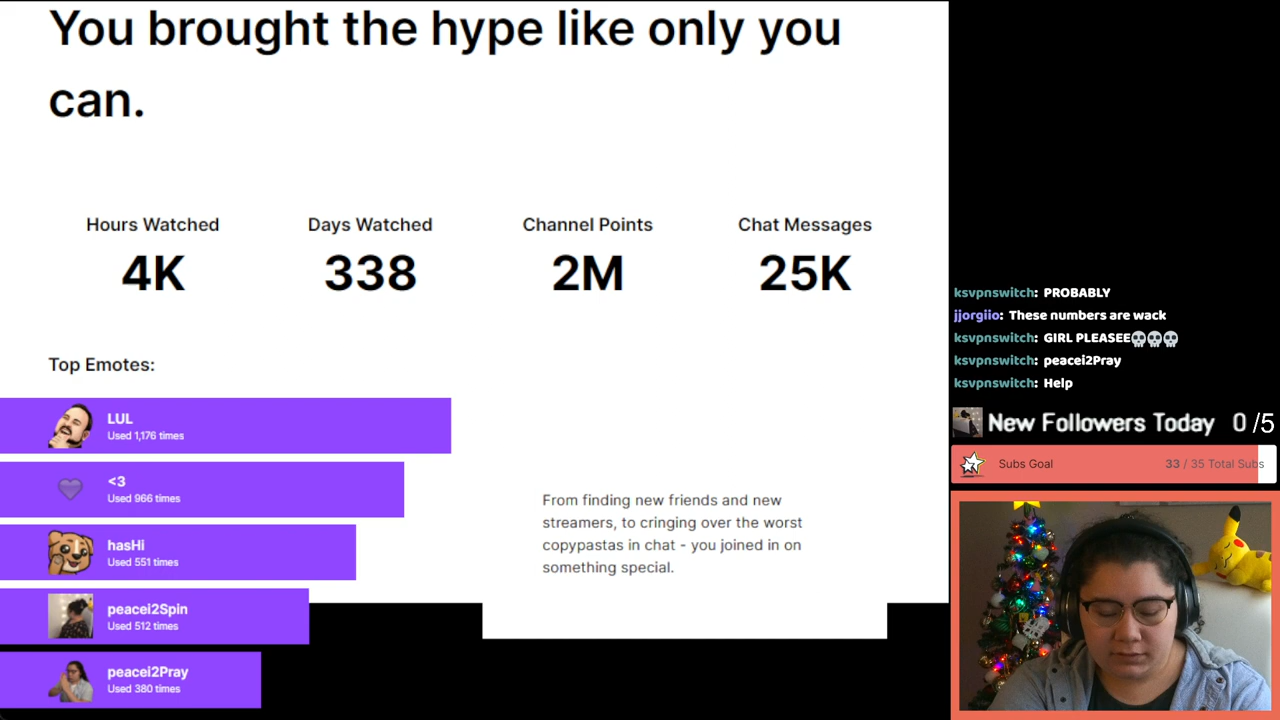 You brought the hype like only you
can.
Hours Watched
4K
Days Watched
338
Channel Points
2M
Chat Messages
25K
Top Emotes:
LUL
Used 1,176 times
<3
Used 966 times
hasHi
Used 551 times
peacei2Spin
Used 512 times
peacei2Pray
Used 380 times
From finding new friends and new
streamers, to cringing over the worst
copypastas in chat - you joined in on
something special.
ksvpnswitch: PROBABLY
jjorgiio: These numbers are wack
ksvpnswitch: GIRL PLEASEE💀💀💀
ksvpnswitch: peacei2Pray
ksvpnswitch: Help
New Followers Today 0 /5
Subs Goal 33 / 35 Total Subs